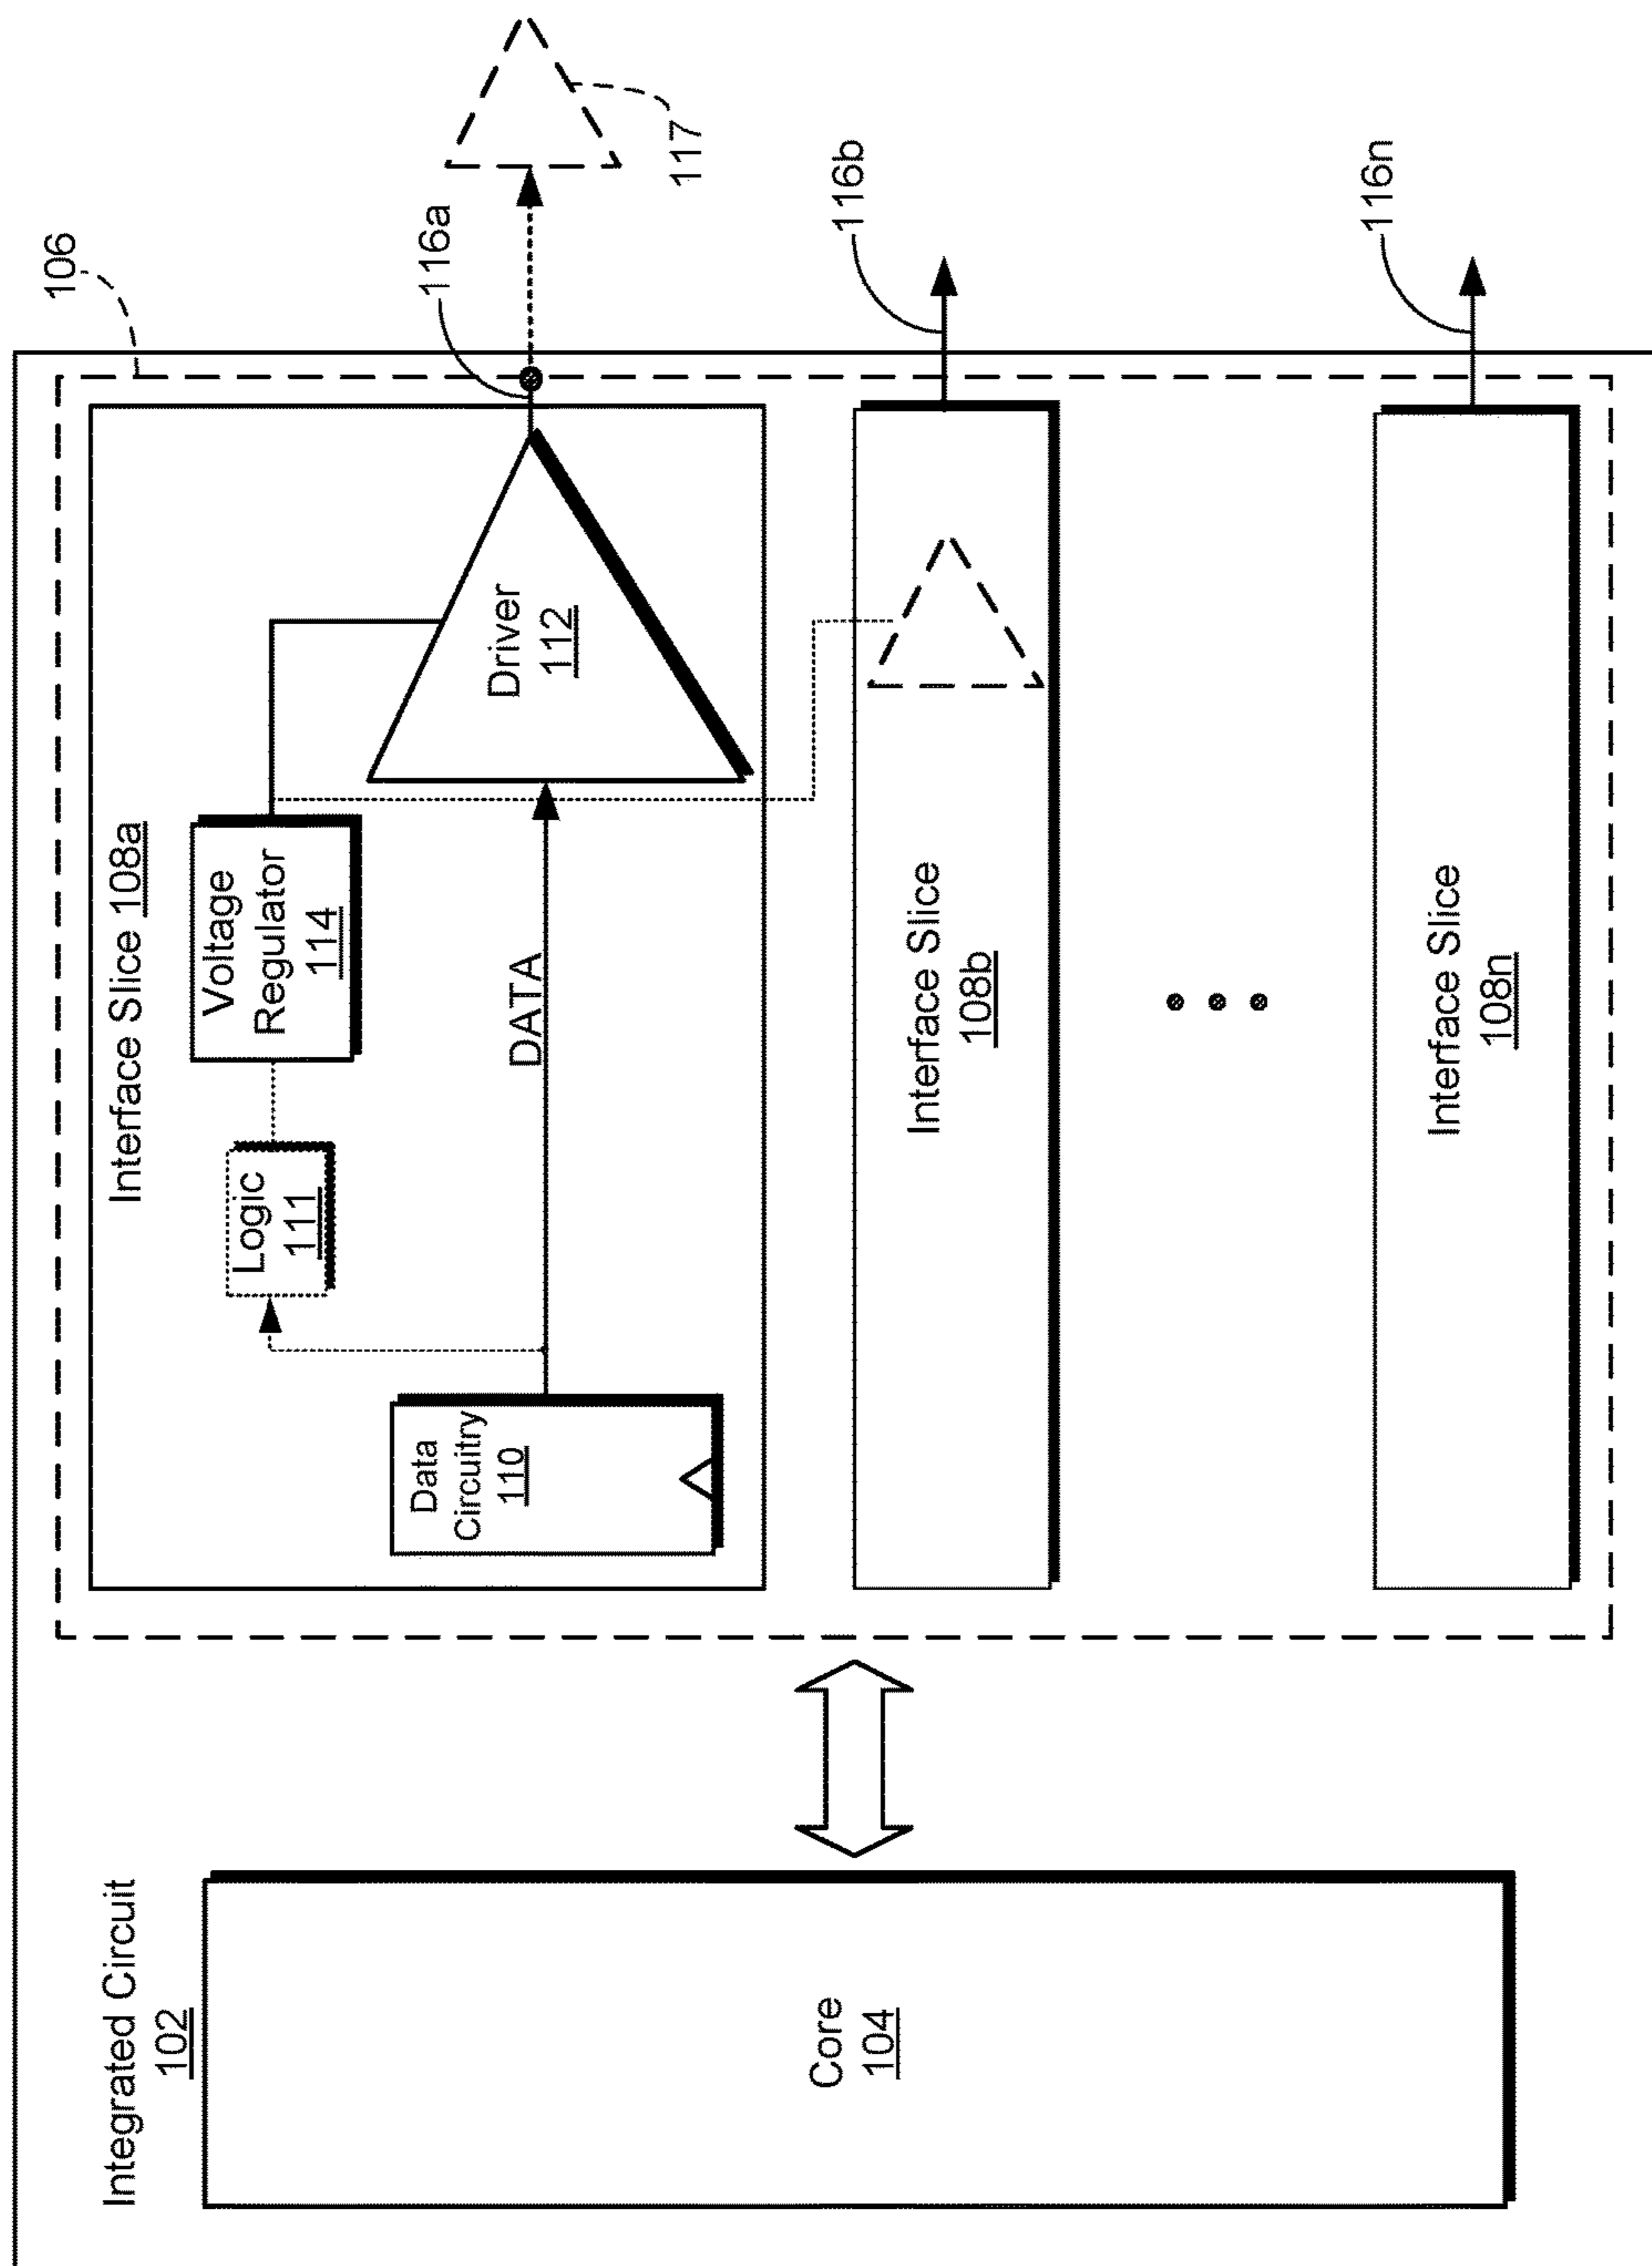 Integrated Circuit
102
Core
104
106
Interface Slice 108a
Data
Circuitry
110
Logic
111
Voltage
Regulator
114
DATA
Driver
112
116a
117
Interface Slice
108b
116b
Interface Slice
108n
116n